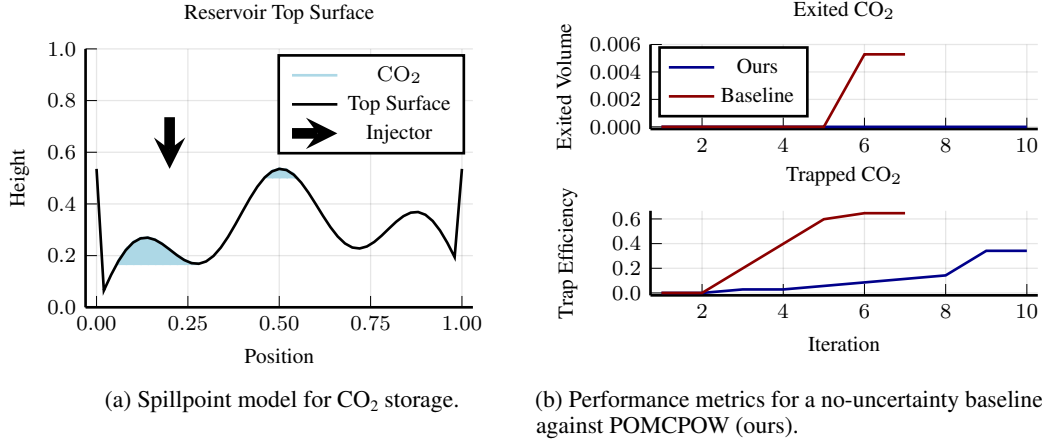 Reservoir Top Surface
1.0
0.8
0.6
0.4
0.2
0.0
Height
CO₂
Top Surface
Injector
0.00 0.25 0.50 0.75 1.00
Position
(a) Spillpoint model for CO₂ storage.
Exited CO₂
0.006
0.004
0.002
0.000
Exited Volume
Ours
Baseline
2 4 6 8 10
Trapped CO₂
0.6
0.4
0.2
0.0
Trap Efficiency
2 4 6 8 10
Iteration
(b) Performance metrics for a no-uncertainty baseline
against POMCPOW (ours).